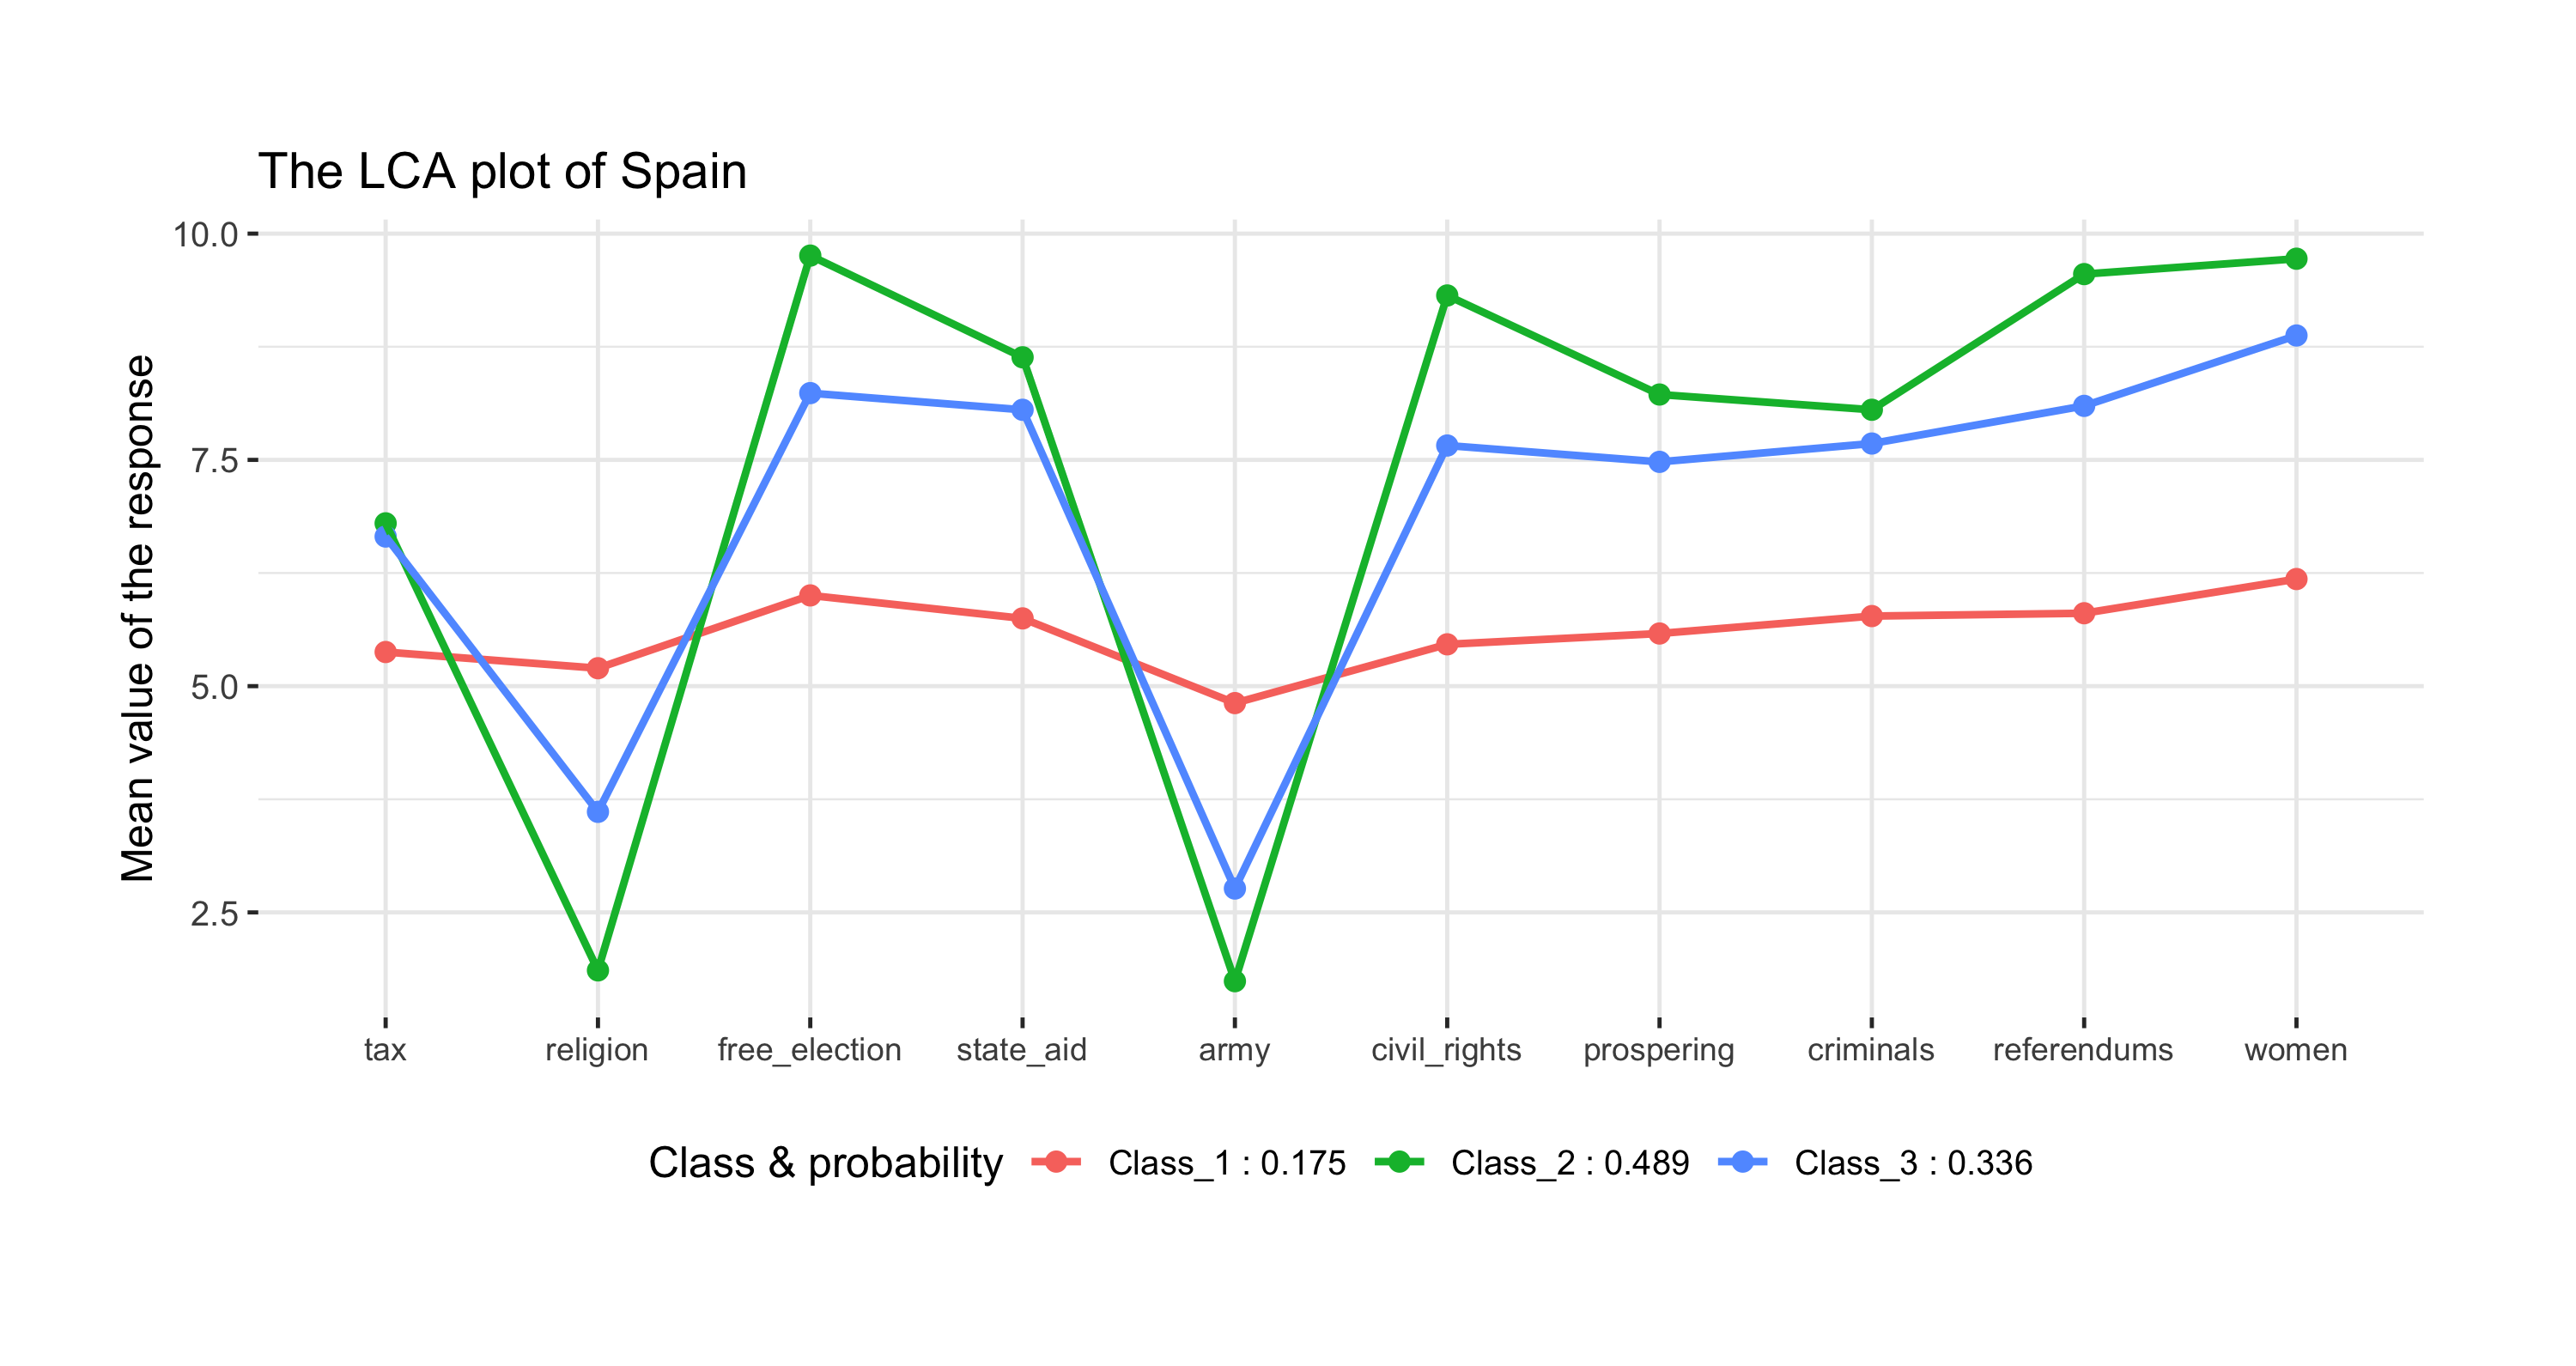 The LCA plot of Spain
Mean value of the response
10.0
7.5
5.0
2.5
tax religion free_election state_aid army civil_rights prospering criminals referendums women
Class & probability Class_1 : 0.175 Class_2 : 0.489 Class_3 : 0.336